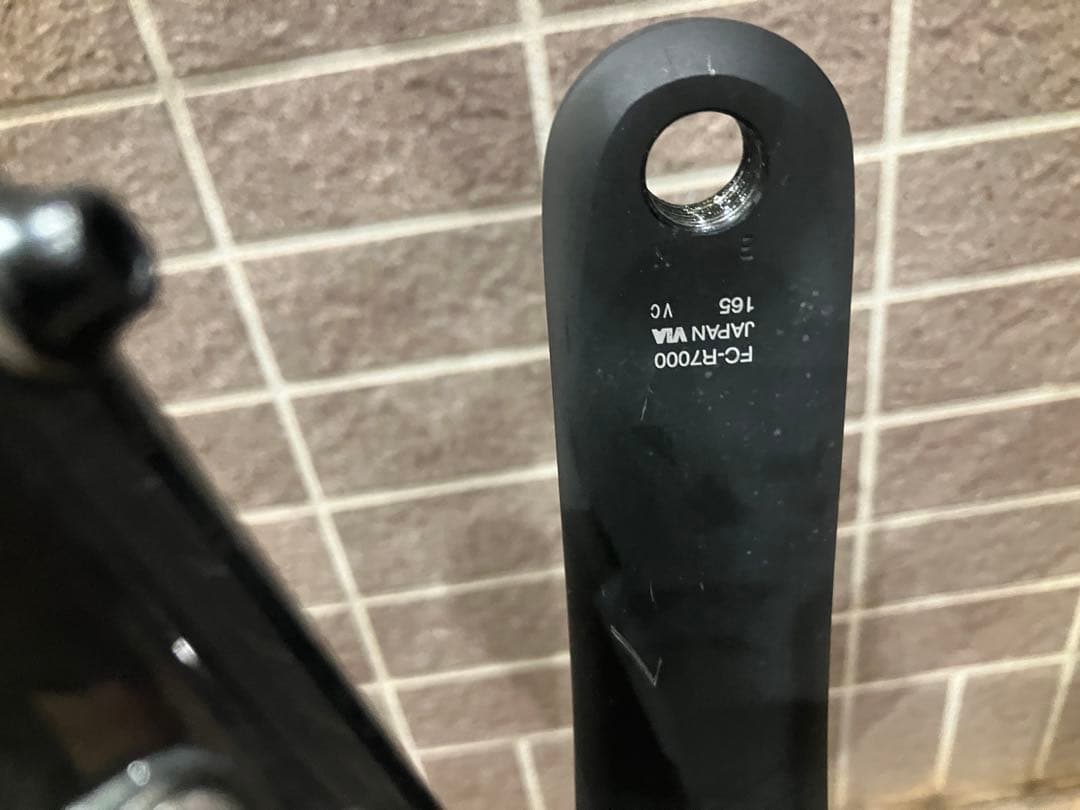 FC-R7000
JAPAN VIA
165 VC